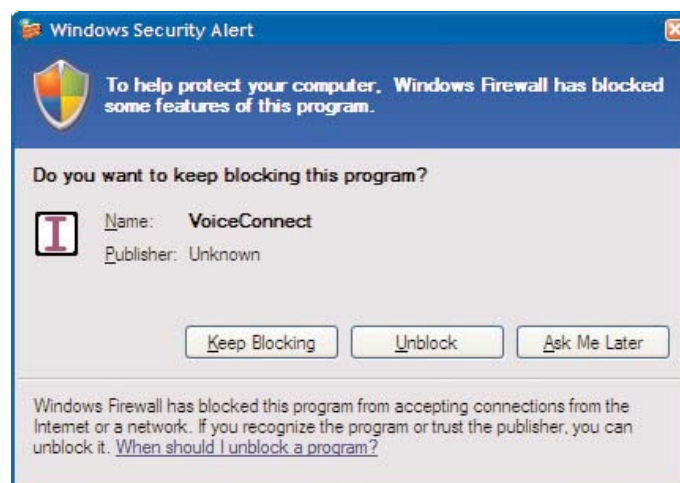 Windows Security Alert
To help protect your computer, Windows Firewall has blocked
some features of this program.
Do you want to keep blocking this program?
I
Name: VoiceConnect
Publisher: Unknown
Keep Blocking Unblock Ask Me Later
Windows Firewall has blocked this program from accepting connections from the
Internet or a network. If you recognize the program or trust the publisher, you can
unblock it. When should I unblock a program?